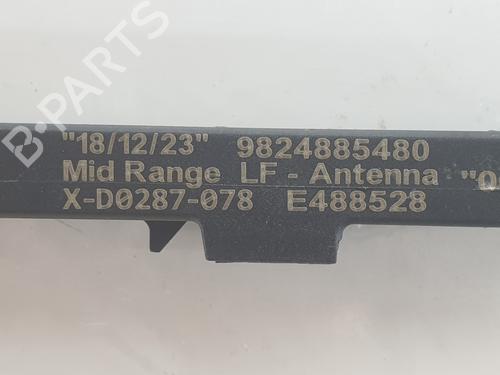 B-PARTS
"18/12/23" 9824885480
Mid Range LF - Antenna
X-D0287-078 E488528